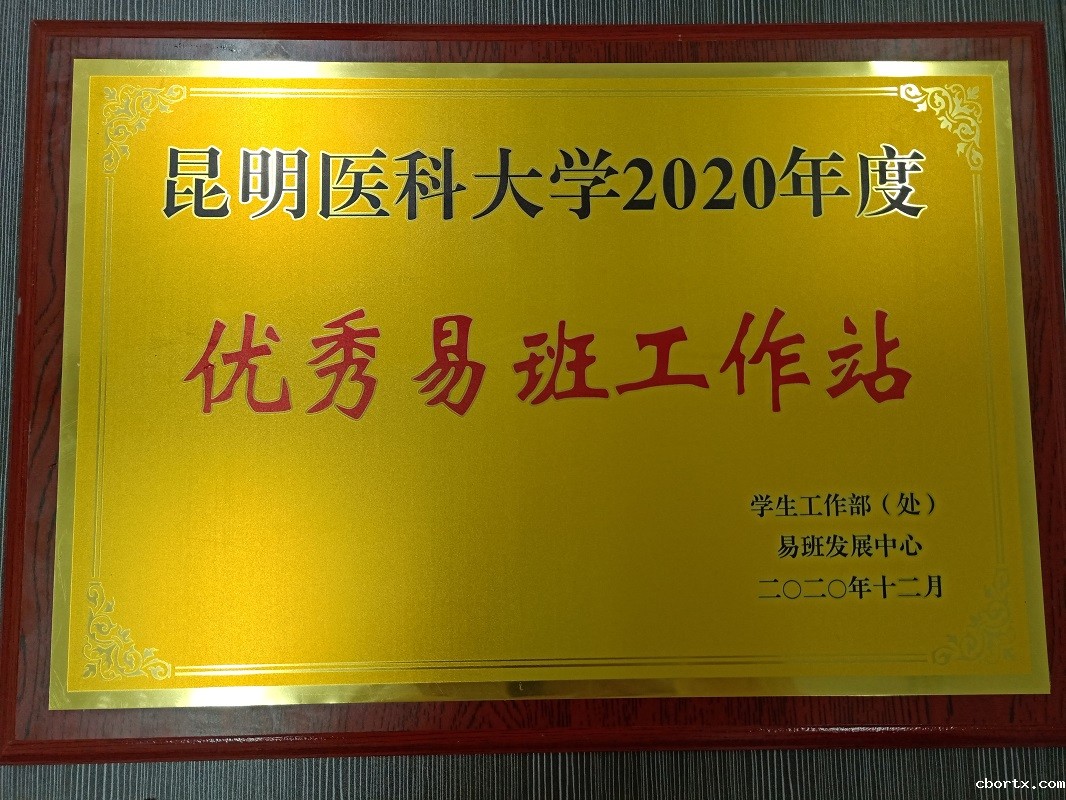 昆明医科大学2020年度
优秀易班工作站
学生工作部（处）
易班发展中心
二〇二〇年十二月
cbortx.com